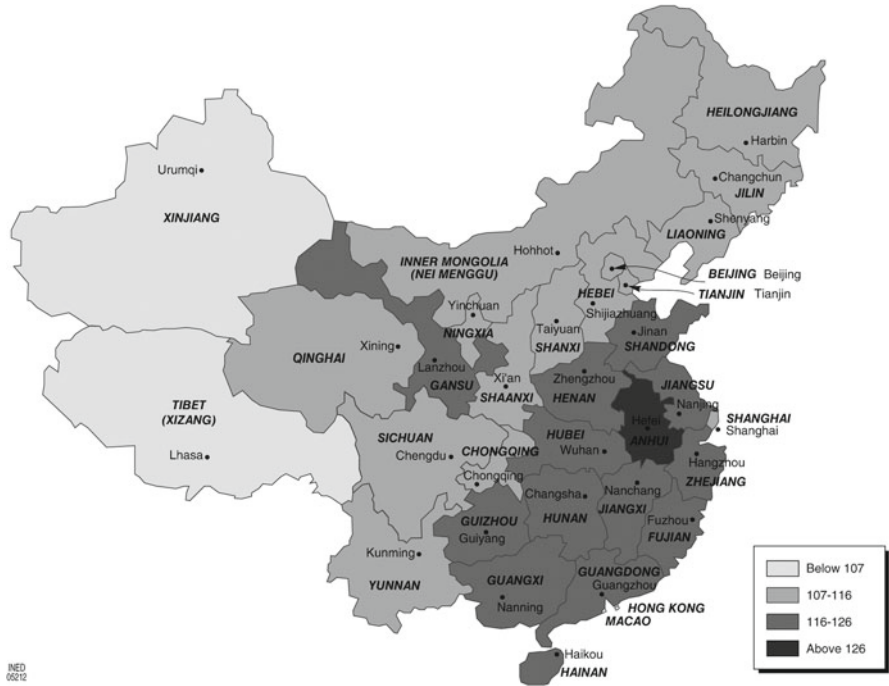 HEILONGJIANG
Harbin
Urumqi
Changchun
JILIN
XINJIANG
Shenyang
LIAONING
Hohhot
INNER MONGOLIA
(NEI MENGGU)
BEIJING Beijing
TIANJIN Tianjin
HEBEI
Yinchuan
Shijiazhuang
NINGXIA
Taiyuan
Jinan
SHANXI
SHANDONG
QINGHAI
Xining
Lanzhou
GANSU
Xi'an
SHAANXI
Zhengzhou
HENAN
JIANGSU
Nanjing
TIBET
(XIZANG)
SHANGHAI
Shanghai
Hefei
ANHUI
SICHUAN
CHONGQING
HUBEI
Wuhan
Lhasa
Chengdu
Hangzhou
ZHEJIANG
Chongqing
Changsha
Nanchang
HUNAN
JIANGXI
GUIZHOU
Guiyang
Fuzhou
FUJIAN
Kunming
YUNNAN
GUANGXI
GUANGDONG
Guangzhou
Nanning
HONG KONG
MACAO
Haikou
HAINAN
Below 107
107-116
116-126
Above 126
INED
05212